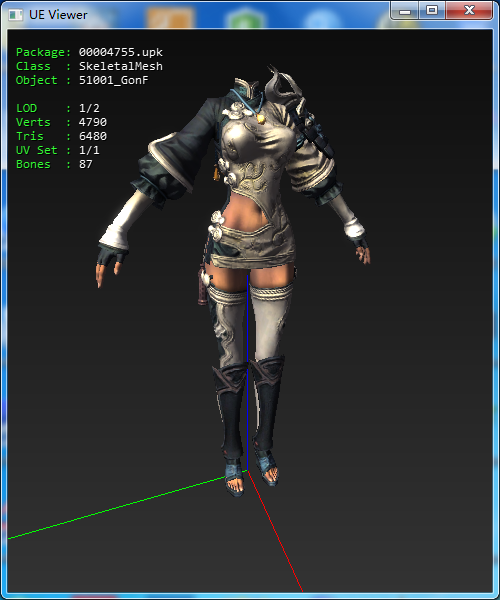 UE Viewer
Package: 00004755.upk
Class : SkeletalMesh
Object : 51001_GonF
LOD : 1/2
Verts : 4790
Tris : 6480
UV Set : 1/1
Bones : 87